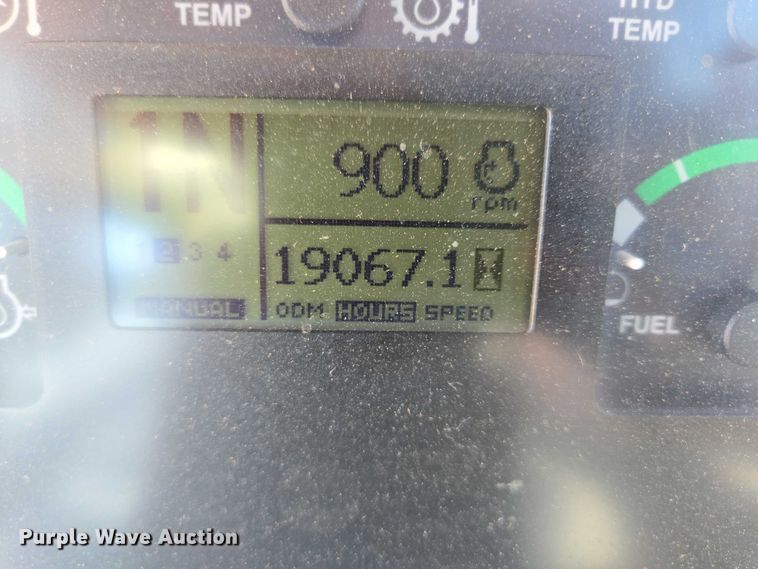 TEMP
HYD
TEMP
1N
900
rpm
1 2 3 4
19067.1
MANUAL
ODM HOURS SPEED
FUEL
Purple Wave Auction